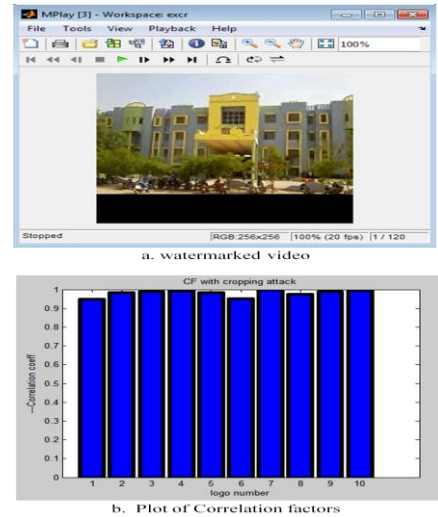 MPlay [3] - Workspace: excr
File Tools View Playback Help
100%
Stopped
RGB:256x256 100% (20 fps) 1 / 120
a. watermarked video
CF with cropping attack
1
0.9
0.8
0.7
0.6
0.5
0.4
0.3
0.2
0.1
0
---Correlation coeff
1 2 3 4 5 6 7 8 9 10
logo number
b. Plot of Correlation factors